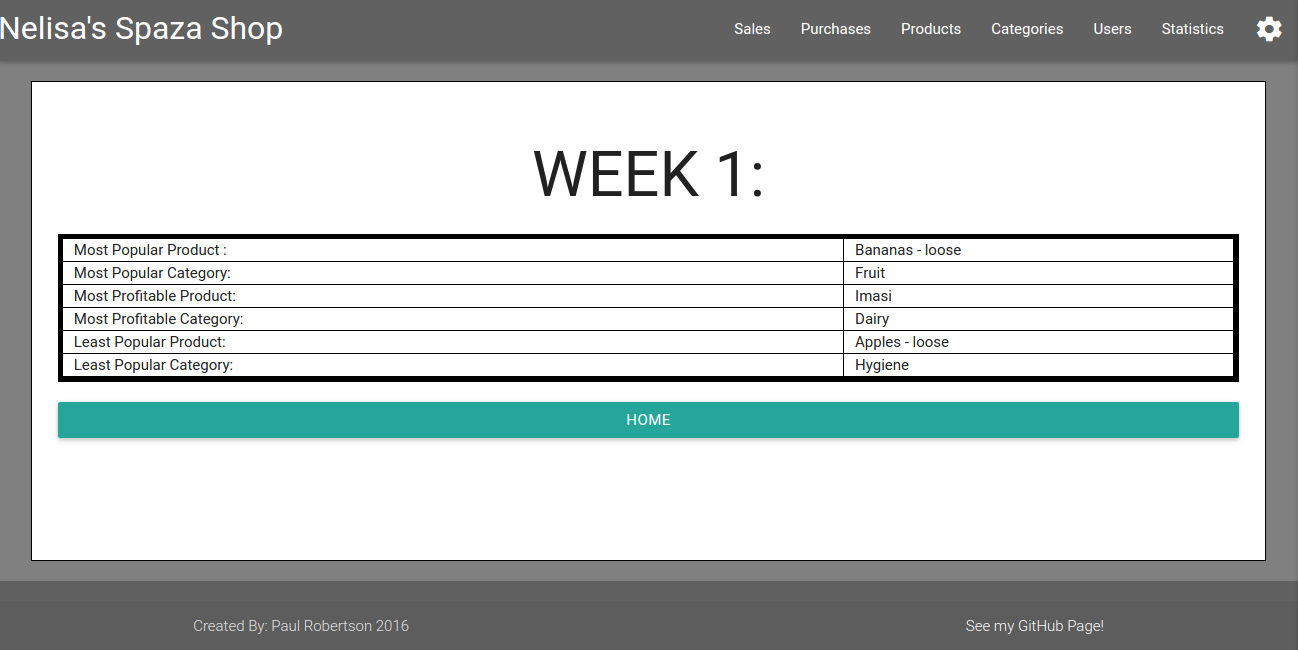 Nelisa's Spaza Shop
Sales Purchases Products Categories Users Statistics
WEEK 1:
Most Popular Product : Bananas - loose
Most Popular Category: Fruit
Most Profitable Product: Imasi
Most Profitable Category: Dairy
Least Popular Product: Apples - loose
Least Popular Category: Hygiene
HOME
Created By: Paul Robertson 2016 See my GitHub Page!